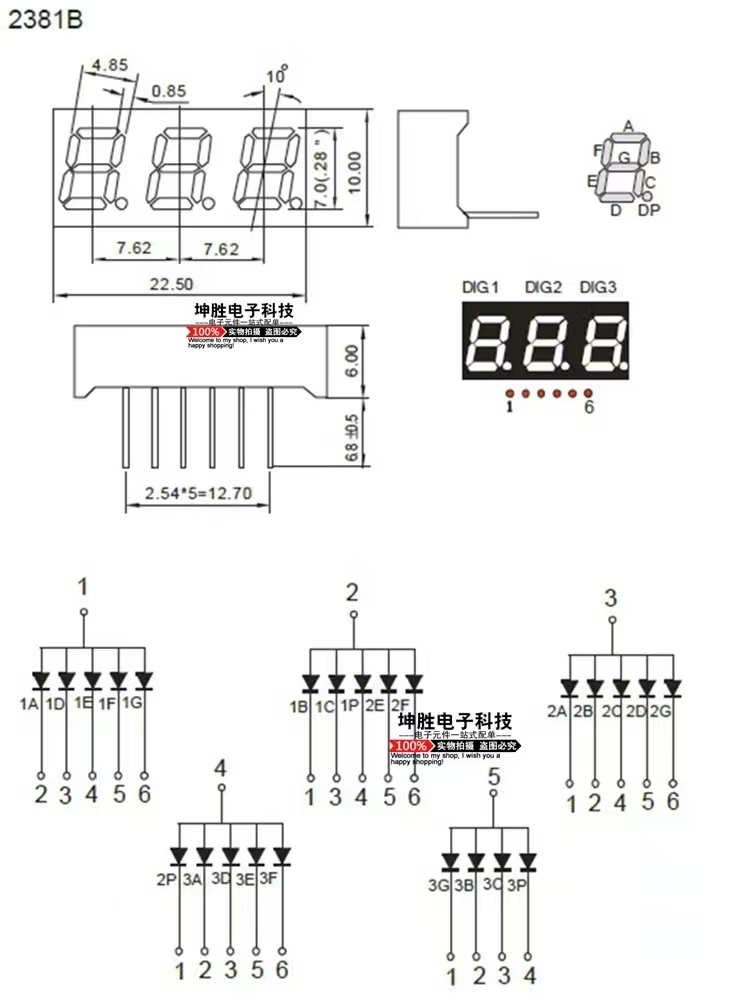 2381B
4.85
0.85
10°
7.0(.28")
10.00
7.62
7.62
22.50
A
F
G
B
E
C
D
DP
DIG1 DIG2 DIG3
1
6
坤胜电子科技
---电子元件一站式配单---
100% 实物拍摄 盗图必究
Welcome to my shop, I wish you a
happy shopping!
6.00
6.8±0.5
2.54*5=12.70
1
1A 1D 1E 1F 1G
2 3 4 5 6
2
1B 1C 1P 2E 2F
1 3 4 5 6
3
2A 2B 2C 2D 2G
1 2 4 5 6
坤胜电子科技
---电子元件一站式配单---
100% 实物拍摄 盗图必究
Welcome to my shop, I wish you a
happy shopping!
4
2P 3A 3D 3E 3F
1 2 3 5 6
5
3G 3B 3C 3P
1 2 3 4